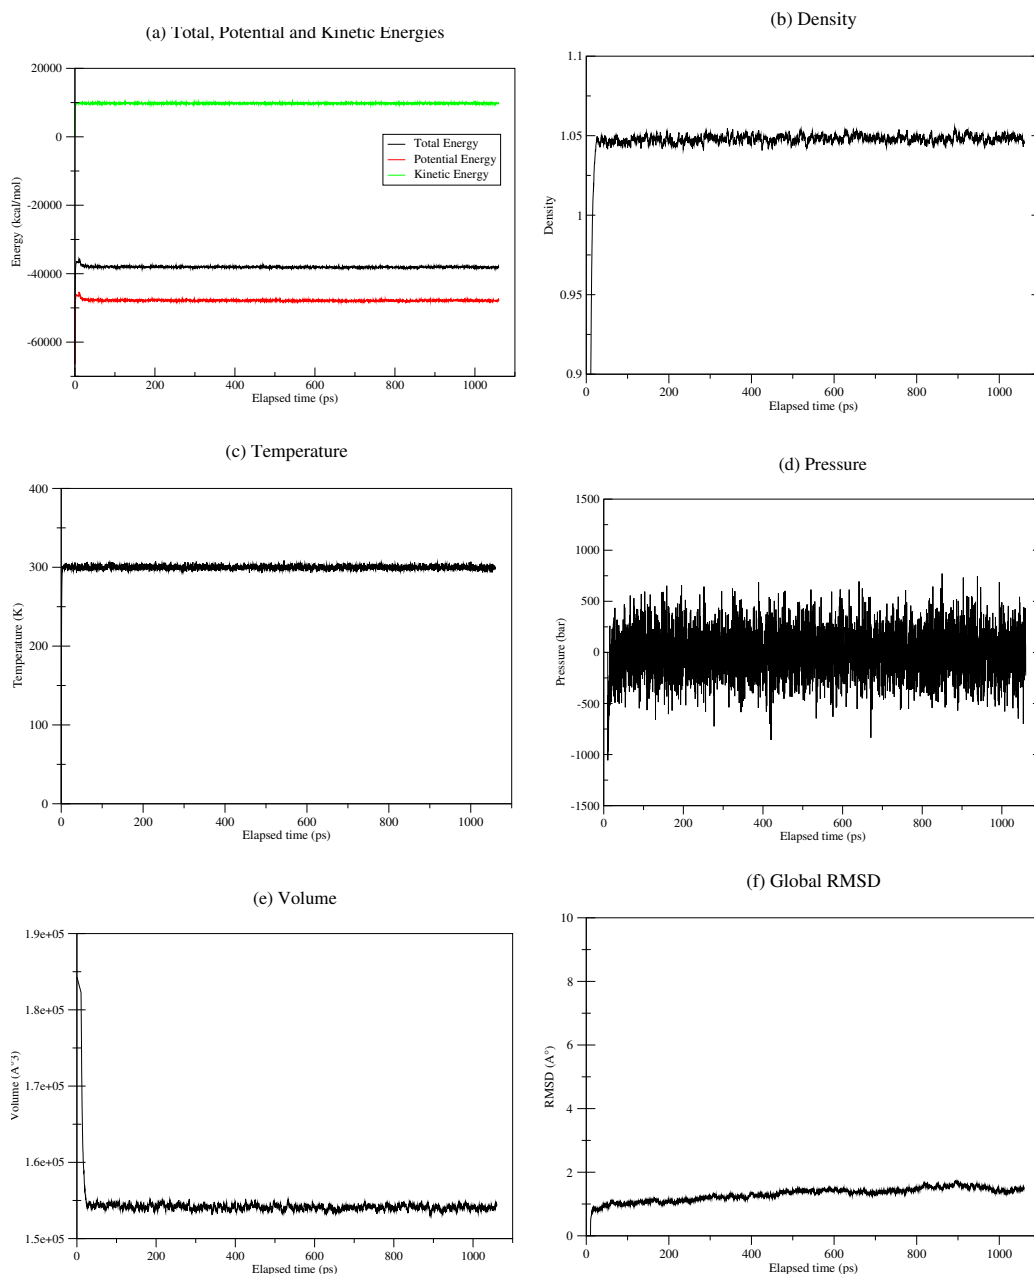 (a) Total, Potential and Kinetic Energies
20000
0
-20000
-40000
-60000
Energy (kcal/mol)
Total Energy
Potential Energy
Kinetic Energy
0 200 400 600 800 1000
Elapsed time (ps)
(b) Density
1.1
1.05
1
0.95
0.9
Density
0 200 400 600 800 1000
Elapsed time (ps)
(c) Temperature
400
300
200
100
0
Temperature (K)
0 200 400 600 800 1000
Elapsed time (ps)
(d) Pressure
1500
1000
500
0
-500
-1000
-1500
Pressure (bar)
0 200 400 600 800 1000
Elapsed time (ps)
(e) Volume
1.9e+05
1.8e+05
1.7e+05
1.6e+05
1.5e+05
Volume (A^3)
0 200 400 600 800 1000
Elapsed time (ps)
(f) Global RMSD
10
8
6
4
2
0
RMSD (A°)
0 200 400 600 800 1000
Elapsed time (ps)